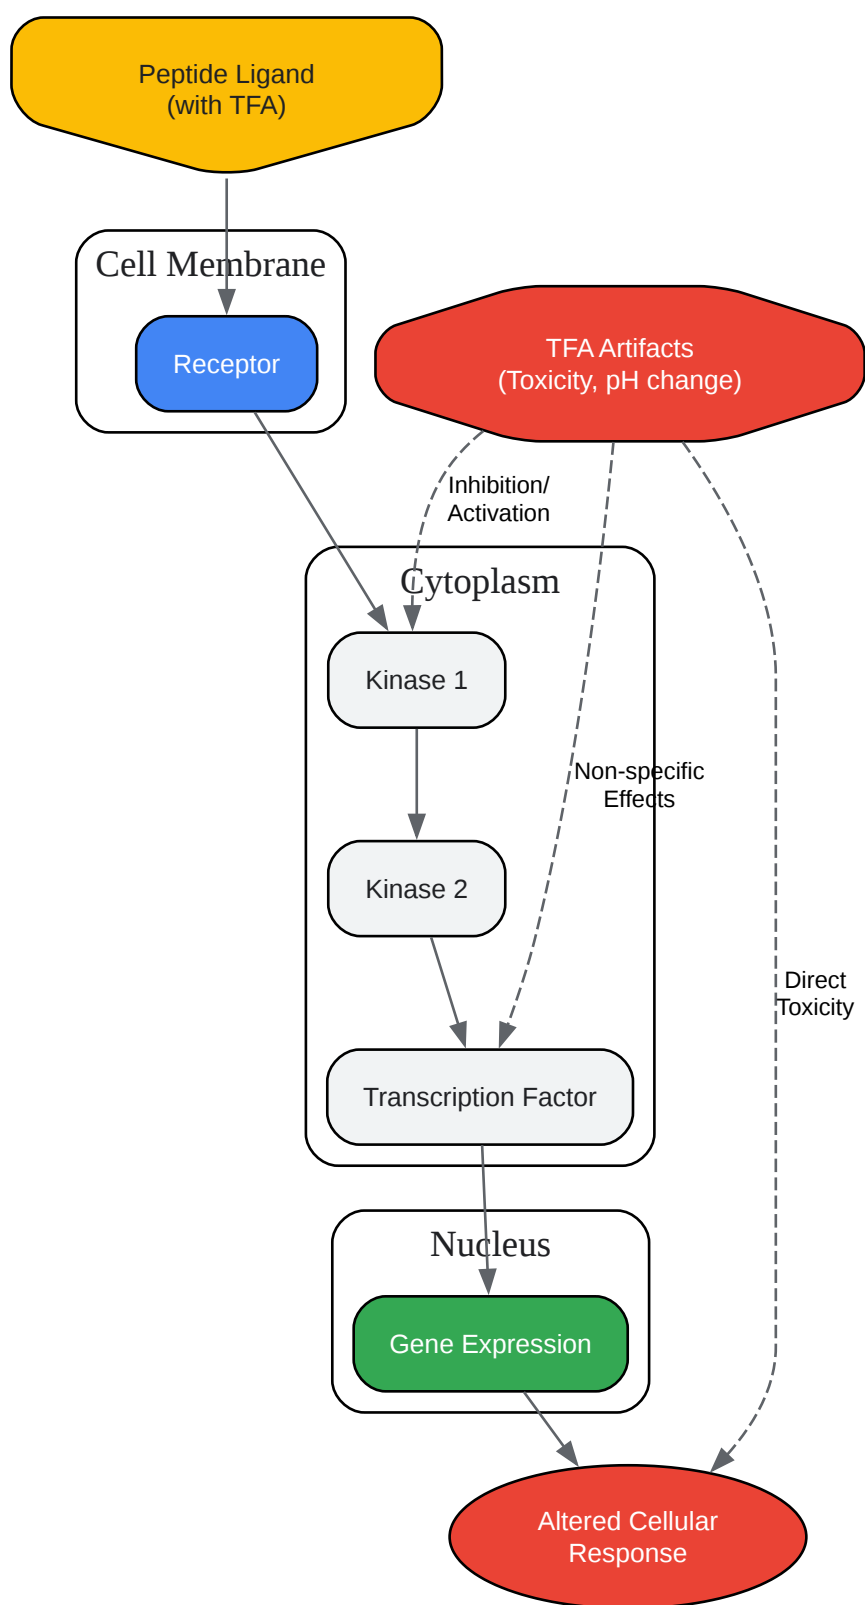 Peptide Ligand
(with TFA)
Cell Membrane
Receptor
TFA Artifacts
(Toxicity, pH change)
Inhibition/
Activation
Cytoplasm
Kinase 1
Non-specific
Effects
Kinase 2
Direct
Toxicity
Transcription Factor
Nucleus
Gene Expression
Altered Cellular
Response